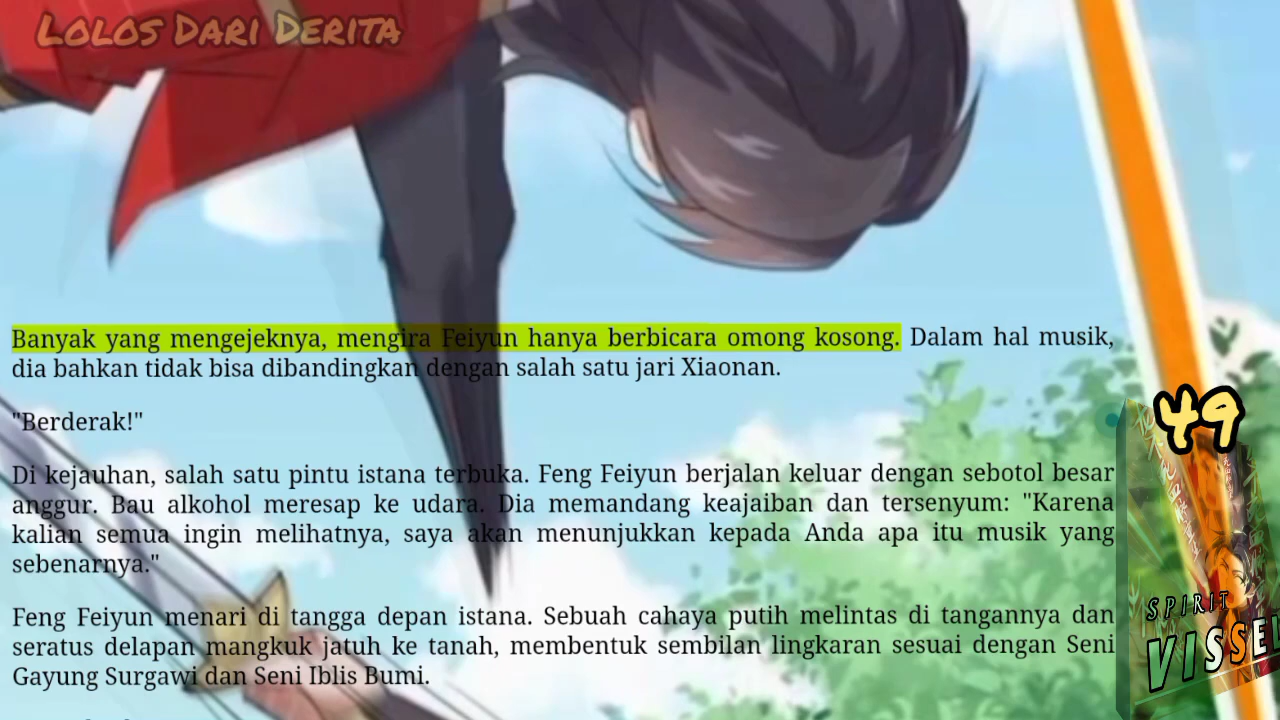 Lolos Dari Derita
Banyak yang mengejeknya, mengira Feiyun hanya berbicara omong kosong. Dalam hal musik,
dia bahkan tidak bisa dibandingkan dengan salah satu jari Xiaonan.
"Berderak!"
Di kejauhan, salah satu pintu istana terbuka. Feng Feiyun berjalan keluar dengan sebotol besar
anggur. Bau alkohol meresap ke udara. Dia memandang keajaiban dan tersenyum: "Karena
kalian semua ingin melihatnya, saya akan menunjukkan kepada Anda apa itu musik yang
sebenarnya."
Feng Feiyun menari di tangga depan istana. Sebuah cahaya putih melintas di tangannya dan
seratus delapan mangkuk jatuh ke tanah, membentuk sembilan lingkaran sesuai dengan Seni
Gayung Surgawi dan Seni Iblis Bumi.
49
SPIRIT
VISSEL